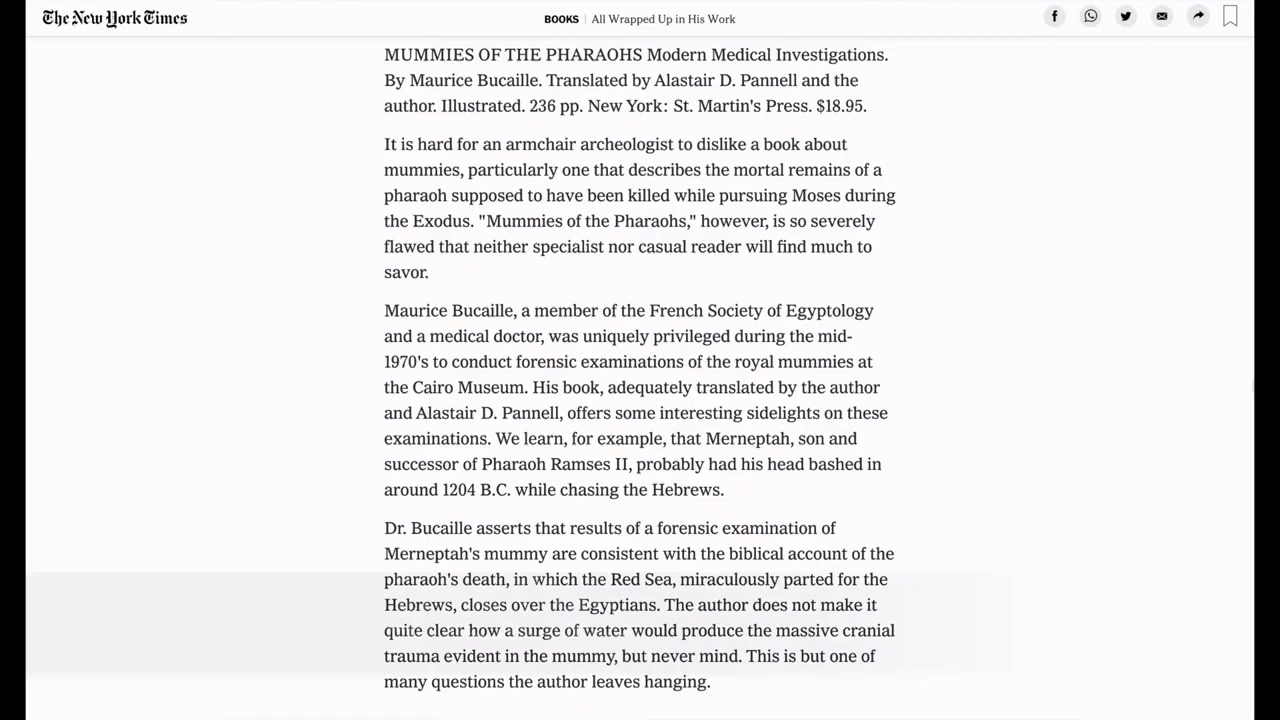 The New York Times
BOOKS | All Wrapped Up in His Work
MUMMIES OF THE PHARAOHS Modern Medical Investigations.
By Maurice Bucaille. Translated by Alastair D. Pannell and the
author. Illustrated. 236 pp. New York: St. Martin's Press. $18.95.
It is hard for an armchair archeologist to dislike a book about
mummies, particularly one that describes the mortal remains of a
pharaoh supposed to have been killed while pursuing Moses during
the Exodus. "Mummies of the Pharaohs," however, is so severely
flawed that neither specialist nor casual reader will find much to
savor.
Maurice Bucaille, a member of the French Society of Egyptology
and a medical doctor, was uniquely privileged during the mid-
1970's to conduct forensic examinations of the royal mummies at
the Cairo Museum. His book, adequately translated by the author
and Alastair D. Pannell, offers some interesting sidelights on these
examinations. We learn, for example, that Merneptah, son and
successor of Pharaoh Ramses II, probably had his head bashed in
around 1204 B.C. while chasing the Hebrews.
Dr. Bucaille asserts that results of a forensic examination of
Merneptah's mummy are consistent with the biblical account of the
pharaoh's death, in which the Red Sea, miraculously parted for the
Hebrews, closes over the Egyptians. The author does not make it
quite clear how a surge of water would produce the massive cranial
trauma evident in the mummy, but never mind. This is but one of
many questions the author leaves hanging.